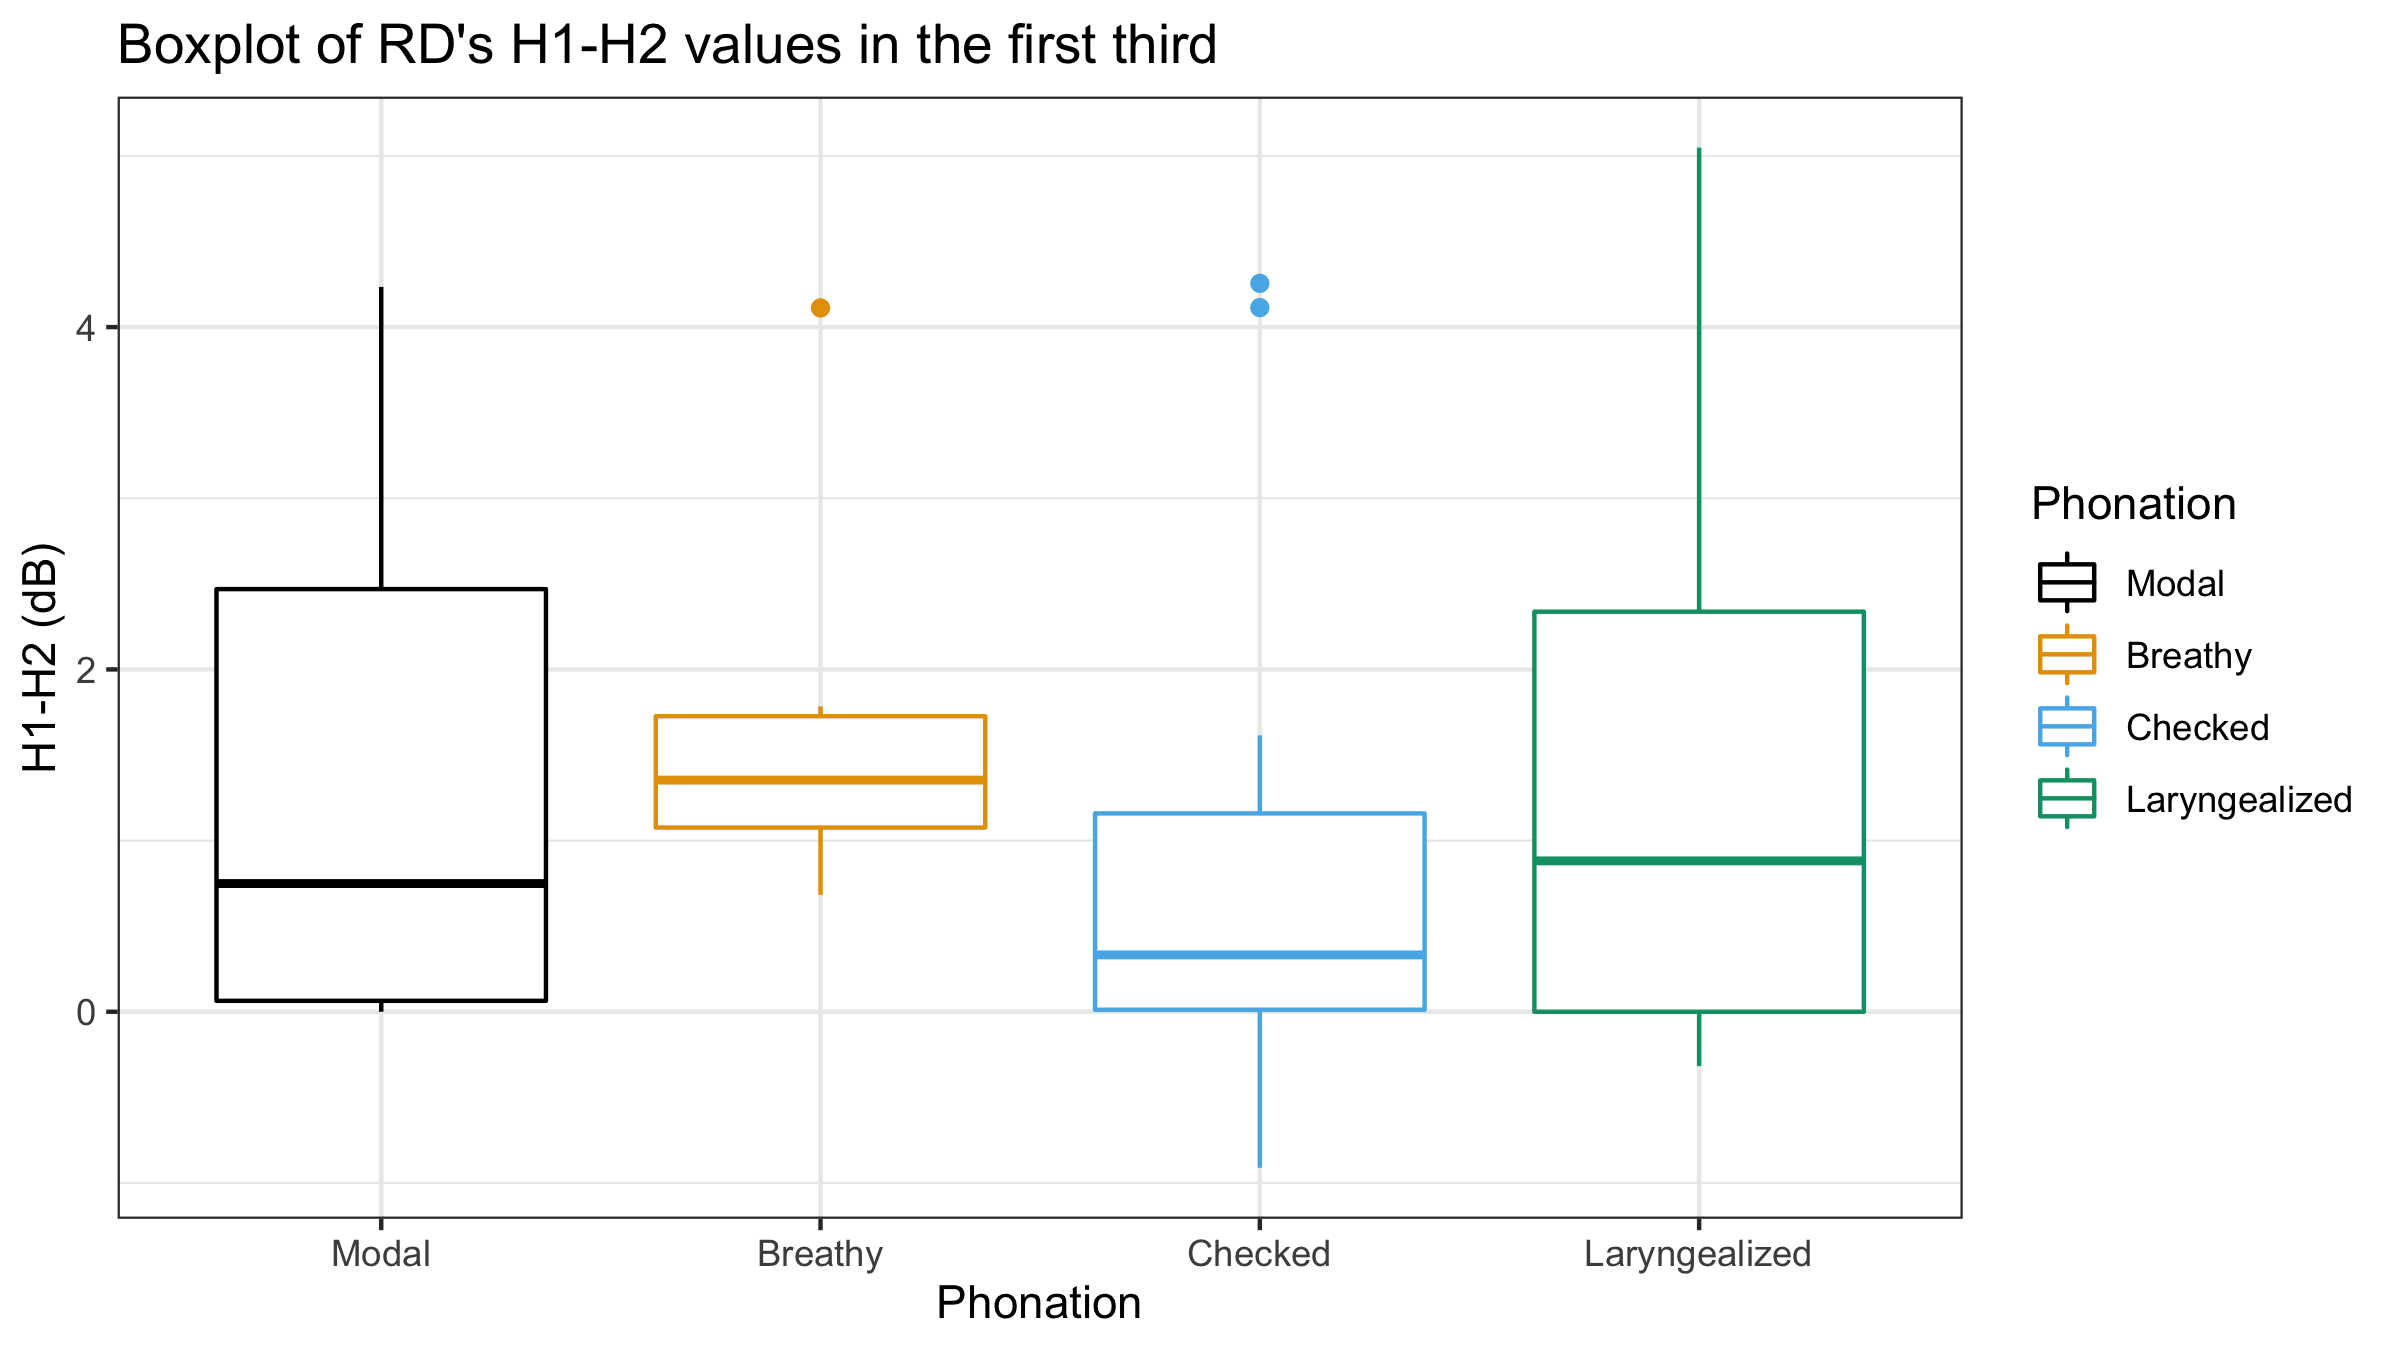 Boxplot of RD's H1-H2 values in the first third
H1-H2 (dB)
4
2
0
Modal
Breathy
Checked
Laryngealized
Phonation
Phonation
Modal
Breathy
Checked
Laryngealized